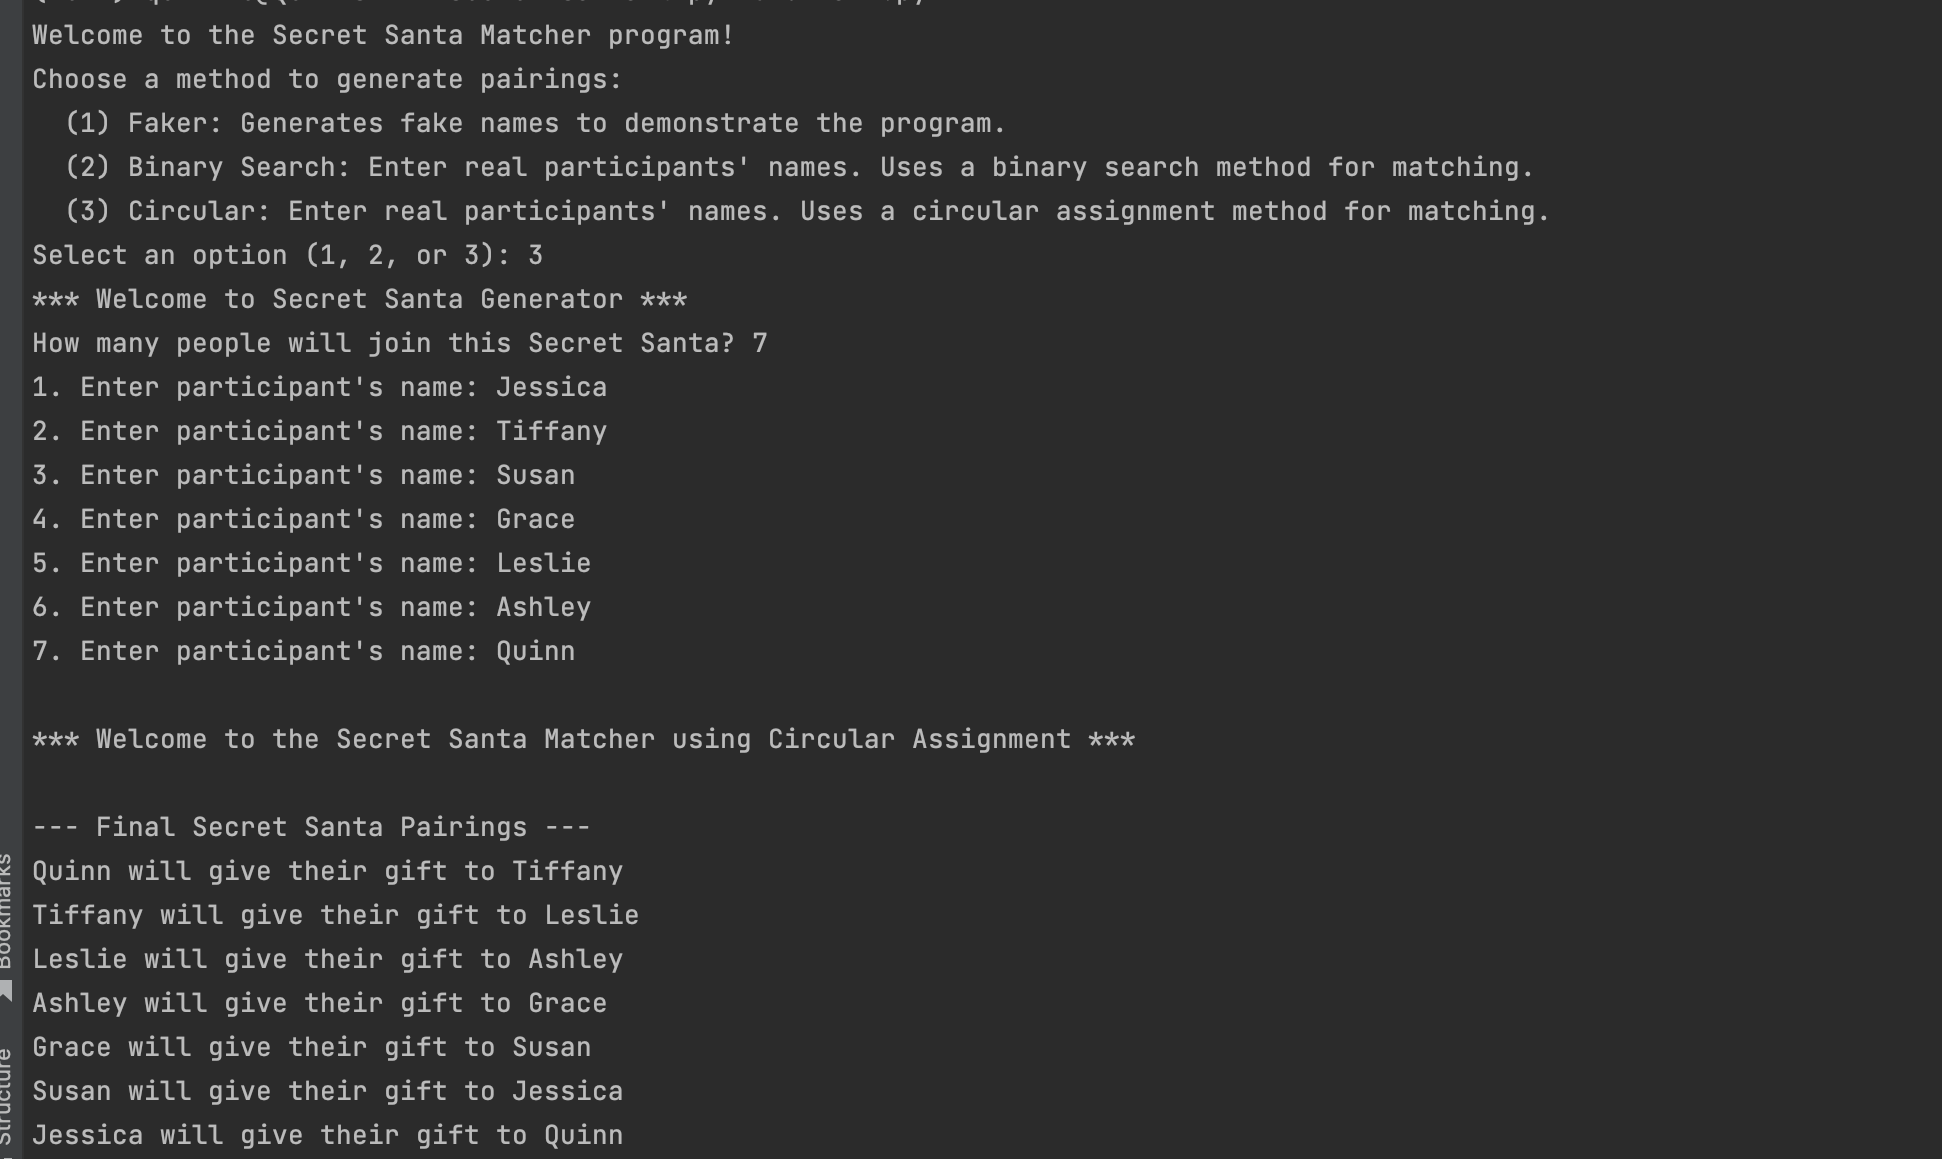 Welcome to the Secret Santa Matcher program!
Choose a method to generate pairings:
  (1) Faker: Generates fake names to demonstrate the program.
  (2) Binary Search: Enter real participants' names. Uses a binary search method for matching.
  (3) Circular: Enter real participants' names. Uses a circular assignment method for matching.
Select an option (1, 2, or 3): 3
*** Welcome to Secret Santa Generator ***
How many people will join this Secret Santa? 7
1. Enter participant's name: Jessica
2. Enter participant's name: Tiffany
3. Enter participant's name: Susan
4. Enter participant's name: Grace
5. Enter participant's name: Leslie
6. Enter participant's name: Ashley
7. Enter participant's name: Quinn
*** Welcome to the Secret Santa Matcher using Circular Assignment ***
--- Final Secret Santa Pairings ---
Quinn will give their gift to Tiffany
Tiffany will give their gift to Leslie
Leslie will give their gift to Ashley
Ashley will give their gift to Grace
Grace will give their gift to Susan
Susan will give their gift to Jessica
Jessica will give their gift to Quinn
Bookmarks
Structure